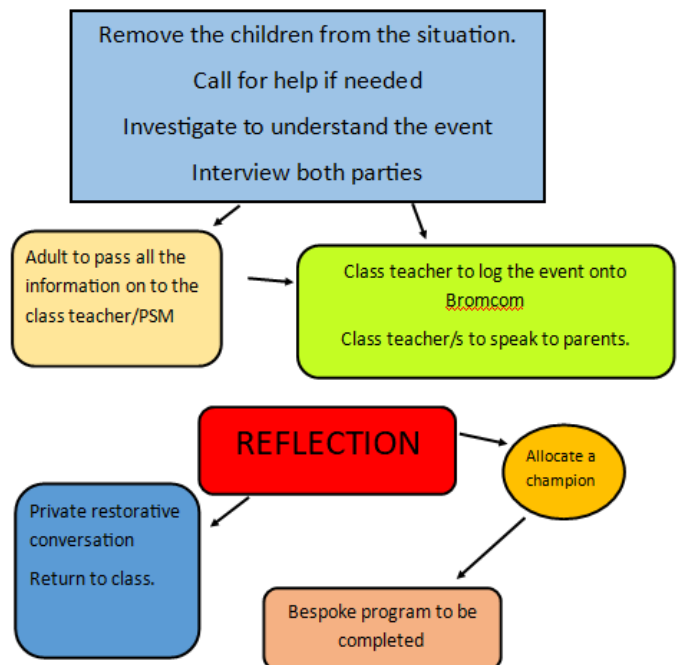 Remove the children from the situation.
Call for help if needed
Investigate to understand the event
Interview both parties
Adult to pass all the
information on to the
class teacher/PSM
Class teacher to log the event onto
Bromcom
Class teacher/s to speak to parents.
REFLECTION
Allocate a
champion
Private restorative
conversation
Return to class.
Bespoke program to be
completed